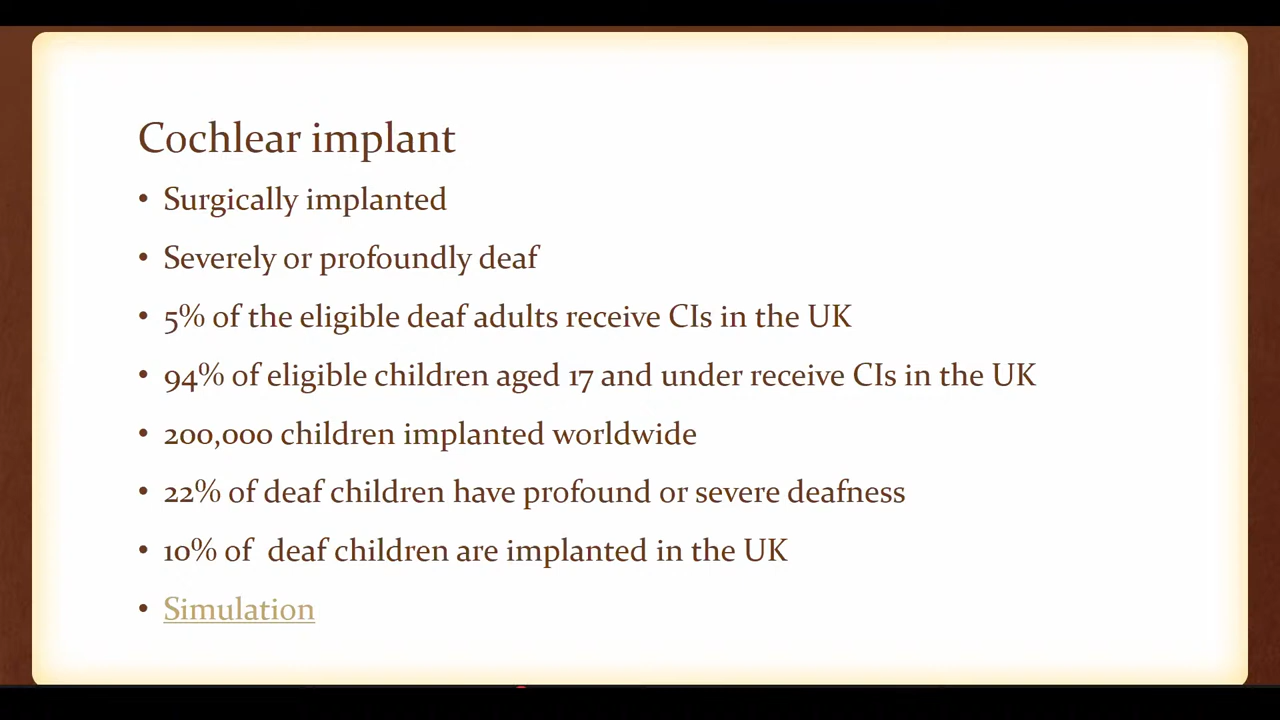 Cochlear implant
• Surgically implanted
• Severely or profoundly deaf
• 5% of the eligible deaf adults receive CIs in the UK
• 94% of eligible children aged 17 and under receive CIs in the UK
• 200,000 children implanted worldwide
• 22% of deaf children have profound or severe deafness
• 10% of  deaf children are implanted in the UK
• Simulation